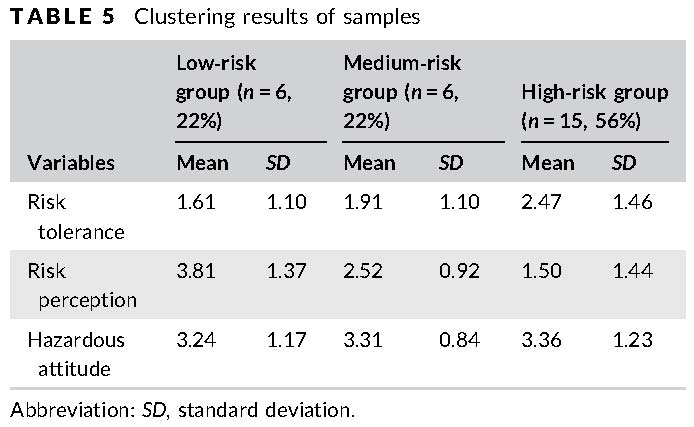 TABLE 5 Clustering results of samples
Low-risk group (n = 6, 22%) Medium-risk group (n = 6, 22%) High-risk group (n = 15, 56%)
Variables Mean SD Mean SD Mean SD
Risk tolerance 1.61 1.10 1.91 1.10 2.47 1.46
Risk perception 3.81 1.37 2.52 0.92 1.50 1.44
Hazardous attitude 3.24 1.17 3.31 0.84 3.36 1.23
Abbreviation: SD, standard deviation.